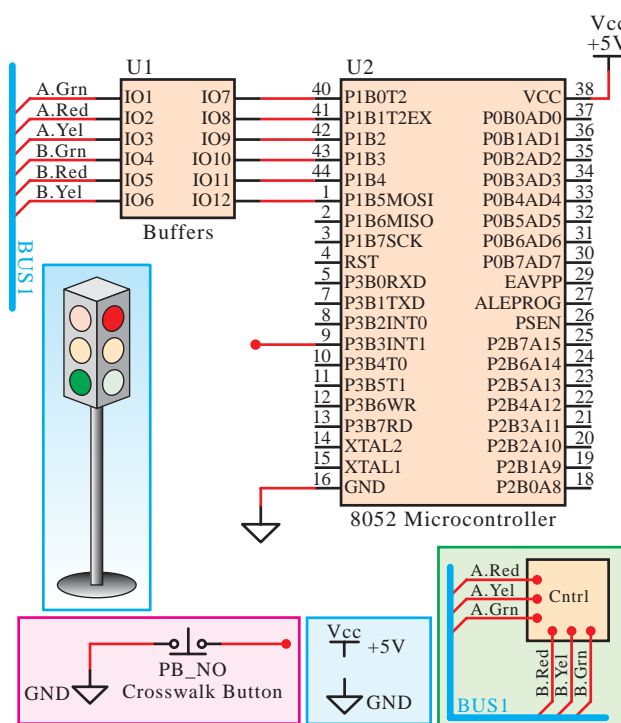 Vcc
+5V
U1
U2
A.Grn IO1 IO7 40 P1B0T2 VCC 38
A.Red IO2 IO8 41 P1B1T2EX P0B0AD0 37
A.Yel IO3 IO9 42 P1B2 P0B1AD1 36
B.Grn IO4 IO10 43 P1B3 P0B2AD2 35
B.Red IO5 IO11 44 P1B4 P0B3AD3 34
B.Yel IO6 IO12 1 P1B5MOSI P0B4AD4 33
2 P1B6MISO P0B5AD5 32
3 P1B7SCK P0B6AD6 31
4 RST P0B7AD7 30
5 P3B0RXD EAVPP 29
7 P3B1TXD ALEPROG 27
8 P3B2INT0 PSEN 26
9 P3B3INT1 P2B7A15 25
10 P3B4T0 P2B6A14 24
11 P3B5T1 P2B5A13 23
12 P3B6WR P2B4A12 22
13 P3B7RD P2B3A11 21
14 XTAL2 P2B2A10 20
15 XTAL1 P2B1A9 19
16 GND P2B0A8 18
Buffers
BUS1
8052 Microcontroller
A.Red
A.Yel
A.Grn
Cntrl
B.Red
B.Yel
B.Grn
BUS1
PB_NO
GND Crosswalk Button
Vcc
+5V
GND